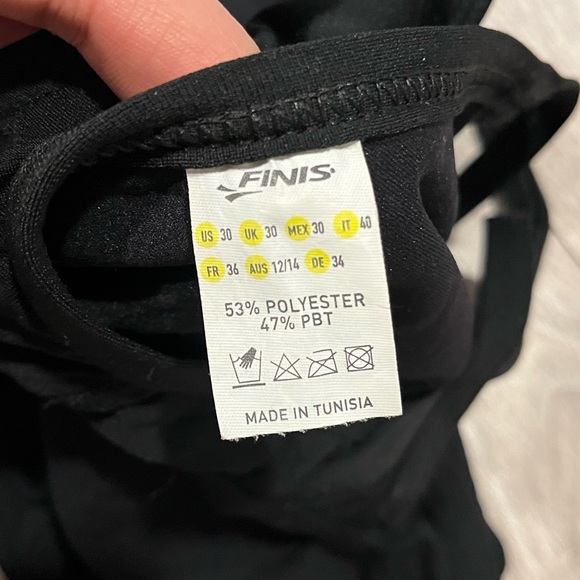 FINIS
US 30 UK 30 MEX 30 IT 40
FR 36 AUS 12/14 DE 34
53% POLYESTER
47% PBT
MADE IN TUNISIA